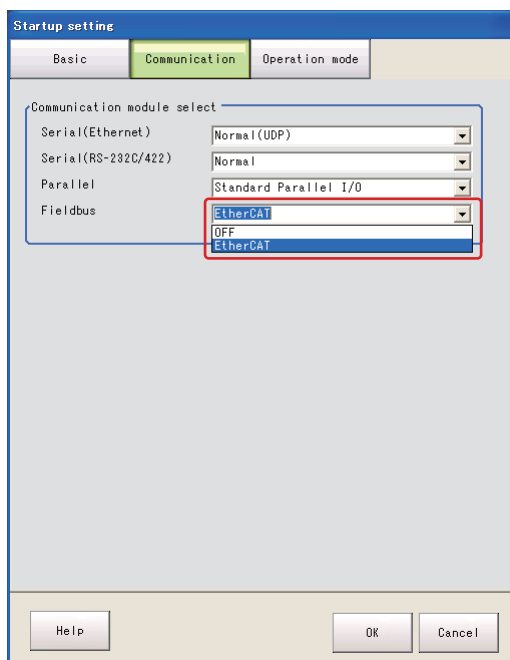 Startup setting
Basic Communication Operation mode
Communication module select
Serial(Ethernet) Normal(UDP)
Serial(RS-232C/422) Normal
Parallel Standard Parallel I/O
Fieldbus EtherCAT
OFF
EtherCAT
Help OK Cancel